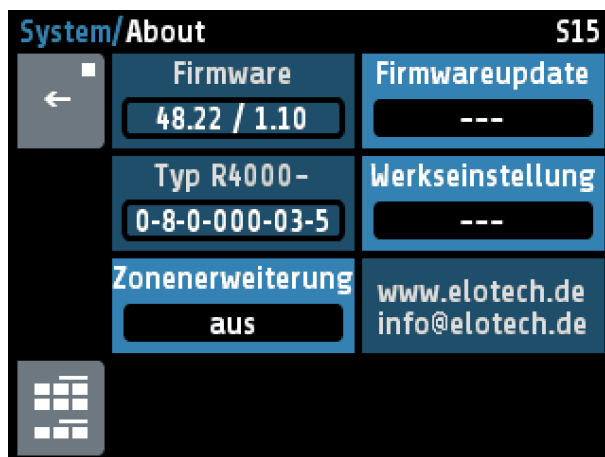 System/About S15
Firmware
48.22 / 1.10
Firmwareupdate
---
Typ R4000-
0-8-0-000-03-5
Werkseinstellung
---
Zonenerweiterung
aus
www.elotech.de
info@elotech.de